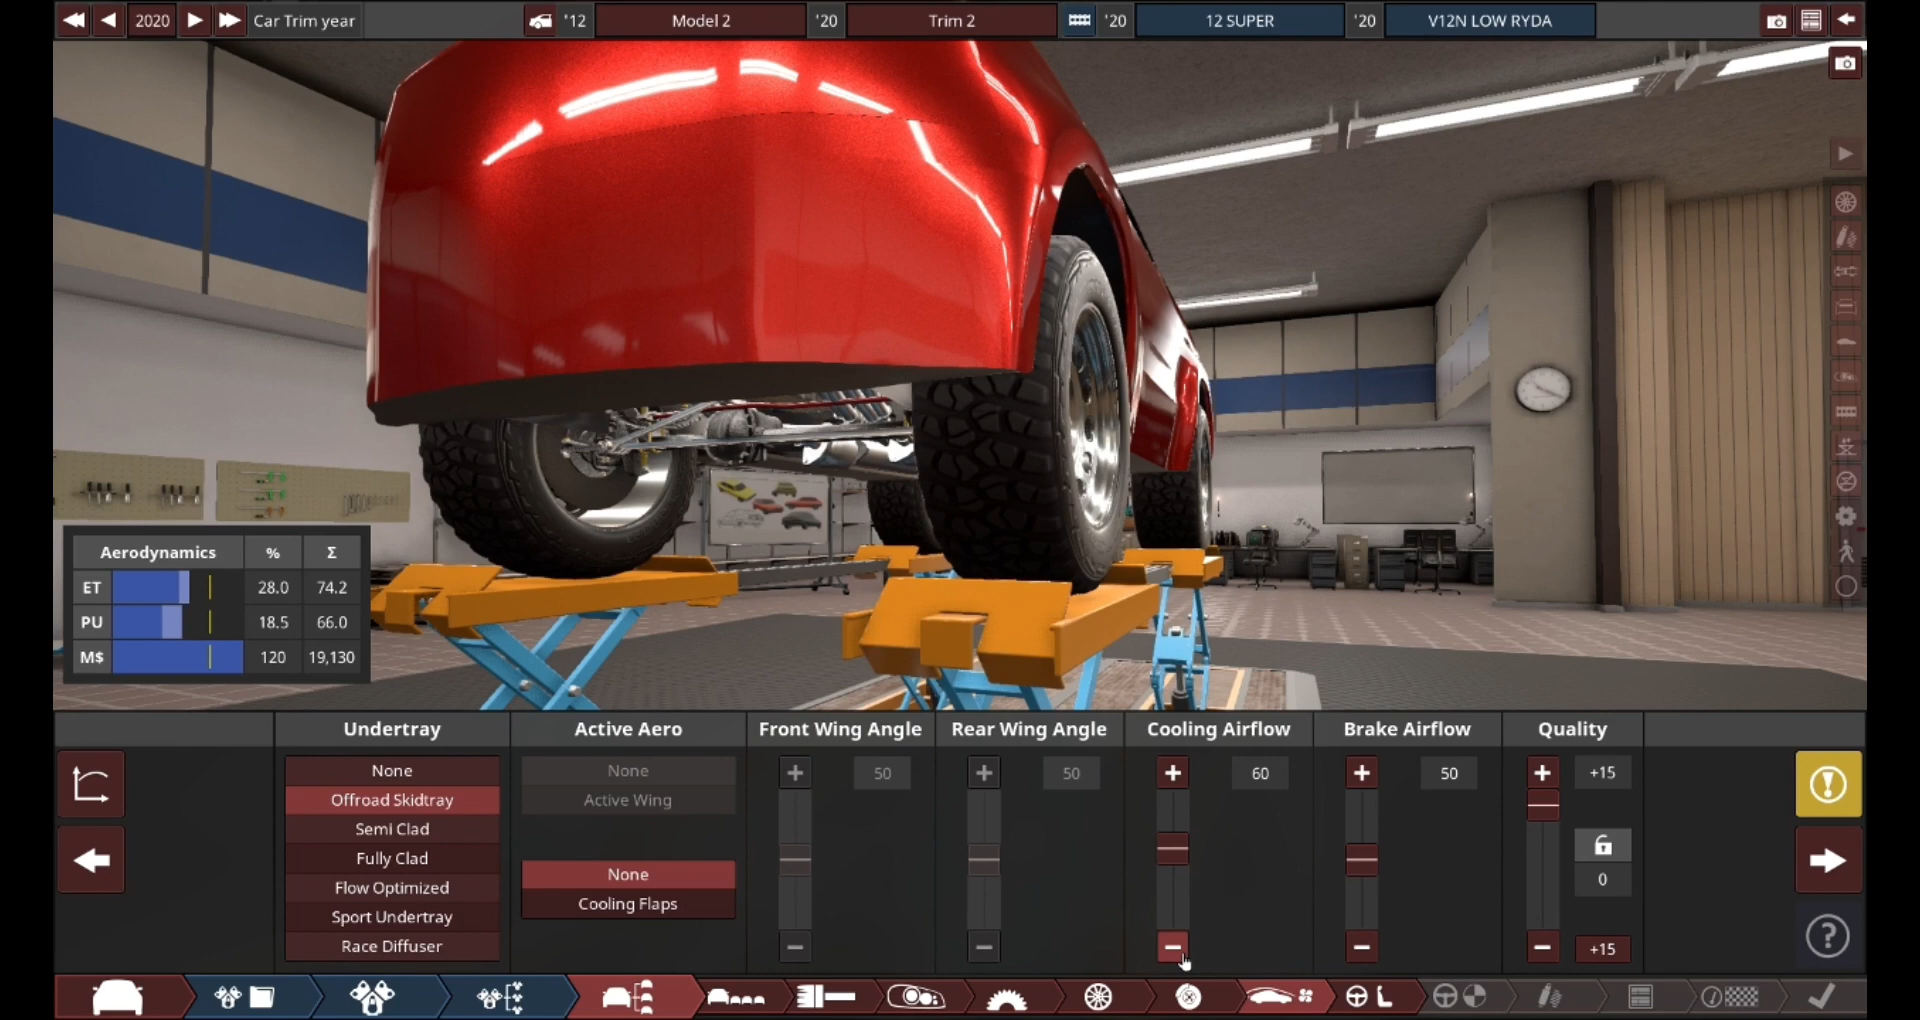 2020
Car Trim year
'12
Model 2
'20
Trim 2
'20
12 SUPER
'20
V12N LOW RYDA
Aerodynamics % Σ
ET 28.0 74.2
PU 18.5 66.0
M$ 120 19,130
Undertray
None
Offroad Skidtray
Semi Clad
Fully Clad
Flow Optimized
Sport Undertray
Race Diffuser
Active Aero
None
Active Wing
None
Cooling Flaps
Front Wing Angle
50
Rear Wing Angle
50
Cooling Airflow
60
Brake Airflow
50
Quality
+15
0
+15